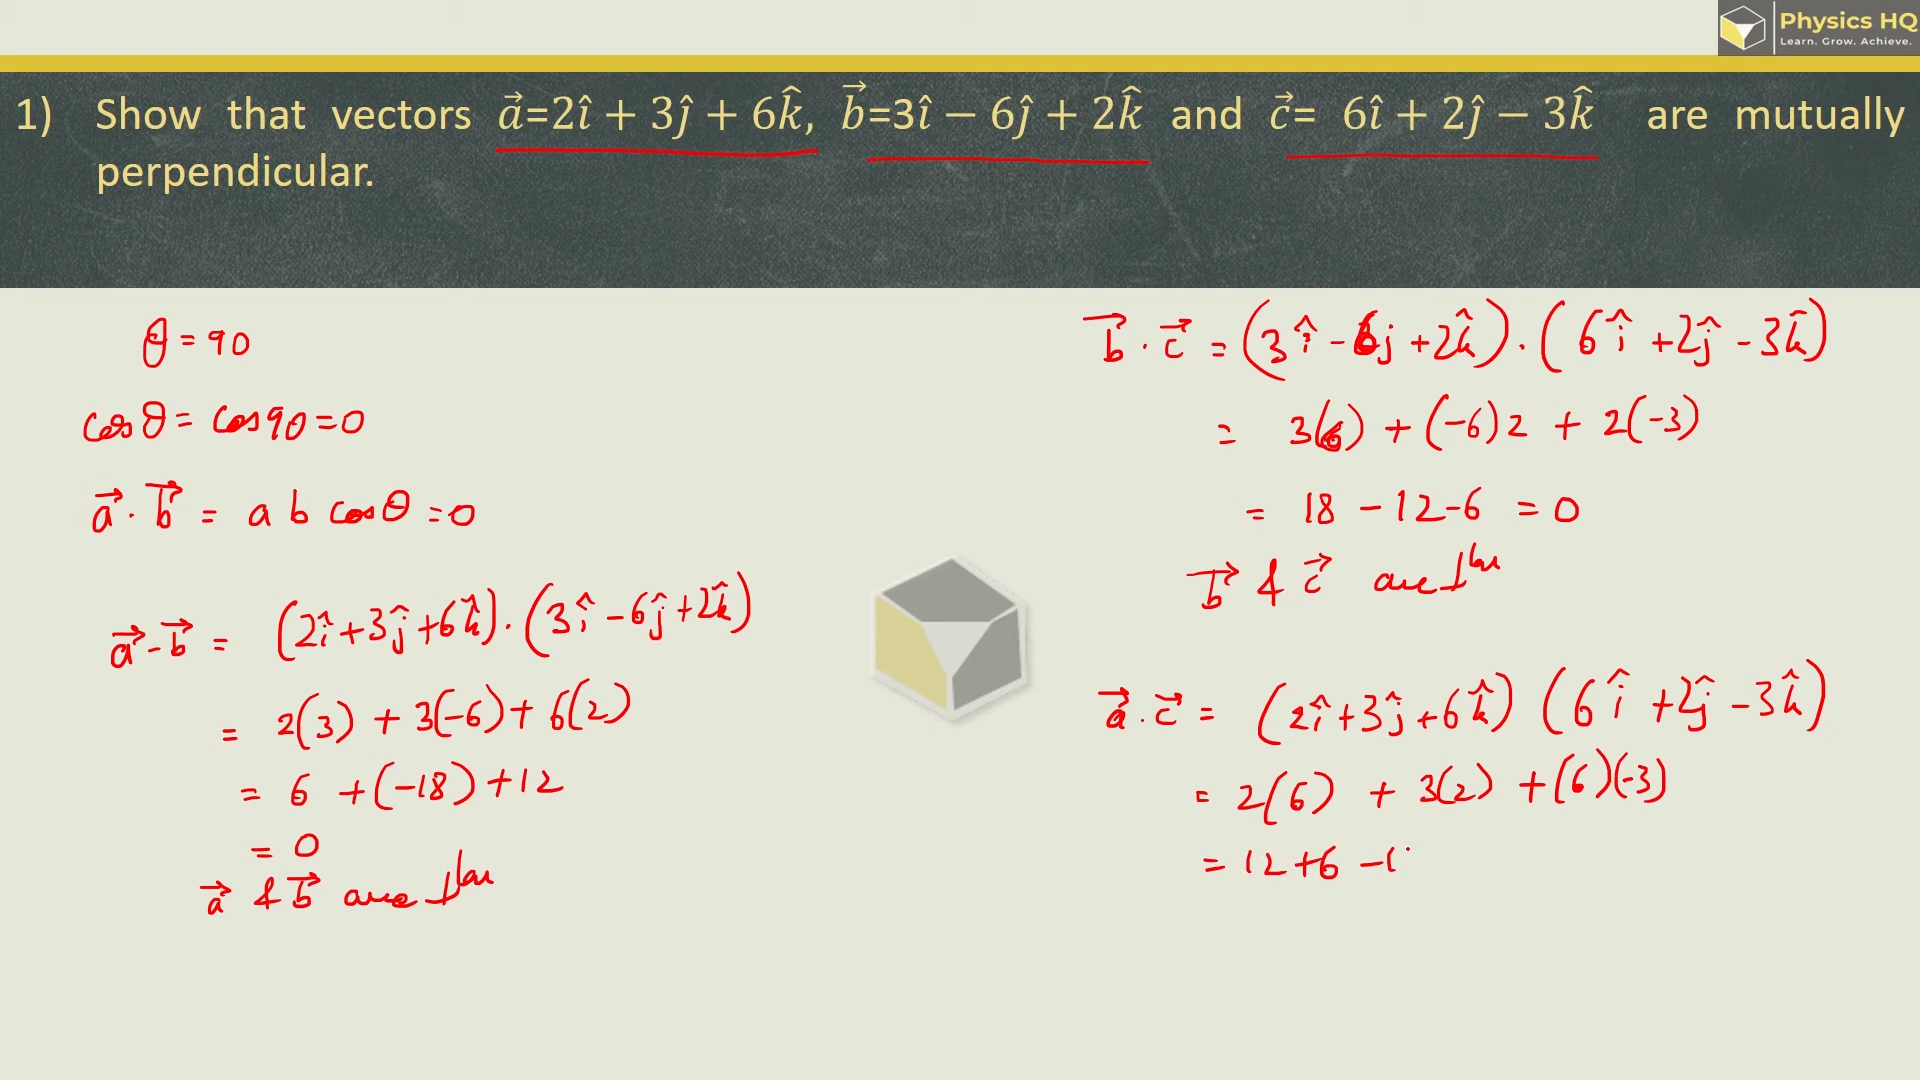 Physics HQ
Learn. Grow. Achieve.
1) Show that vectors a⃗=2î + 3ĵ + 6k̂, b⃗=3î − 6ĵ + 2k̂ and c⃗= 6î + 2ĵ − 3k̂ are mutually
perpendicular.
θ = 90
cos θ = cos 90 = 0
a⃗ . b⃗ = a b cos θ = 0
a⃗ - b⃗ = (2î + 3ĵ + 6k̂) . (3î − 6ĵ + 2k̂)
= 2(3) + 3(-6) + 6(2)
= 6 + (-18) + 12
= 0
a⃗ & b⃗ are ⊥lar
b⃗ . c⃗ = (3î − 6j + 2k̂) . (6î + 2ĵ − 3k̂)
= 3(6) + (-6)2 + 2(-3)
= 18 - 12 - 6 = 0
b⃗ & c⃗ are ⊥lar
a⃗ . c⃗ = (2î + 3ĵ + 6k̂) (6î + 2ĵ − 3k̂)
= 2(6) + 3(2) + (6)(-3)
= 12 + 6 - 1